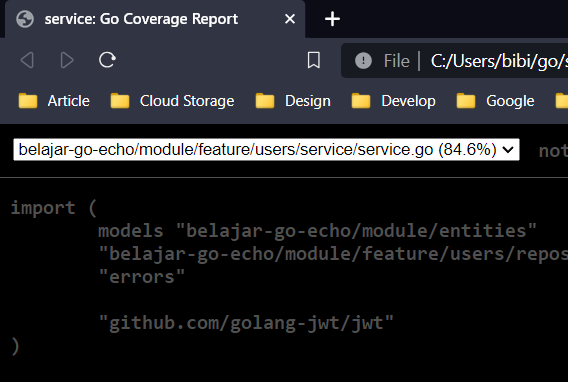 service: Go Coverage Report
File | C:/Users/bibi/go/s
Article Cloud Storage Design Develop Google
belajar-go-echo/module/feature/users/service/service.go (84.6%) not
import (
models "belajar-go-echo/module/entities"
"belajar-go-echo/module/feature/users/repos
"errors"
"github.com/golang-jwt/jwt"
)